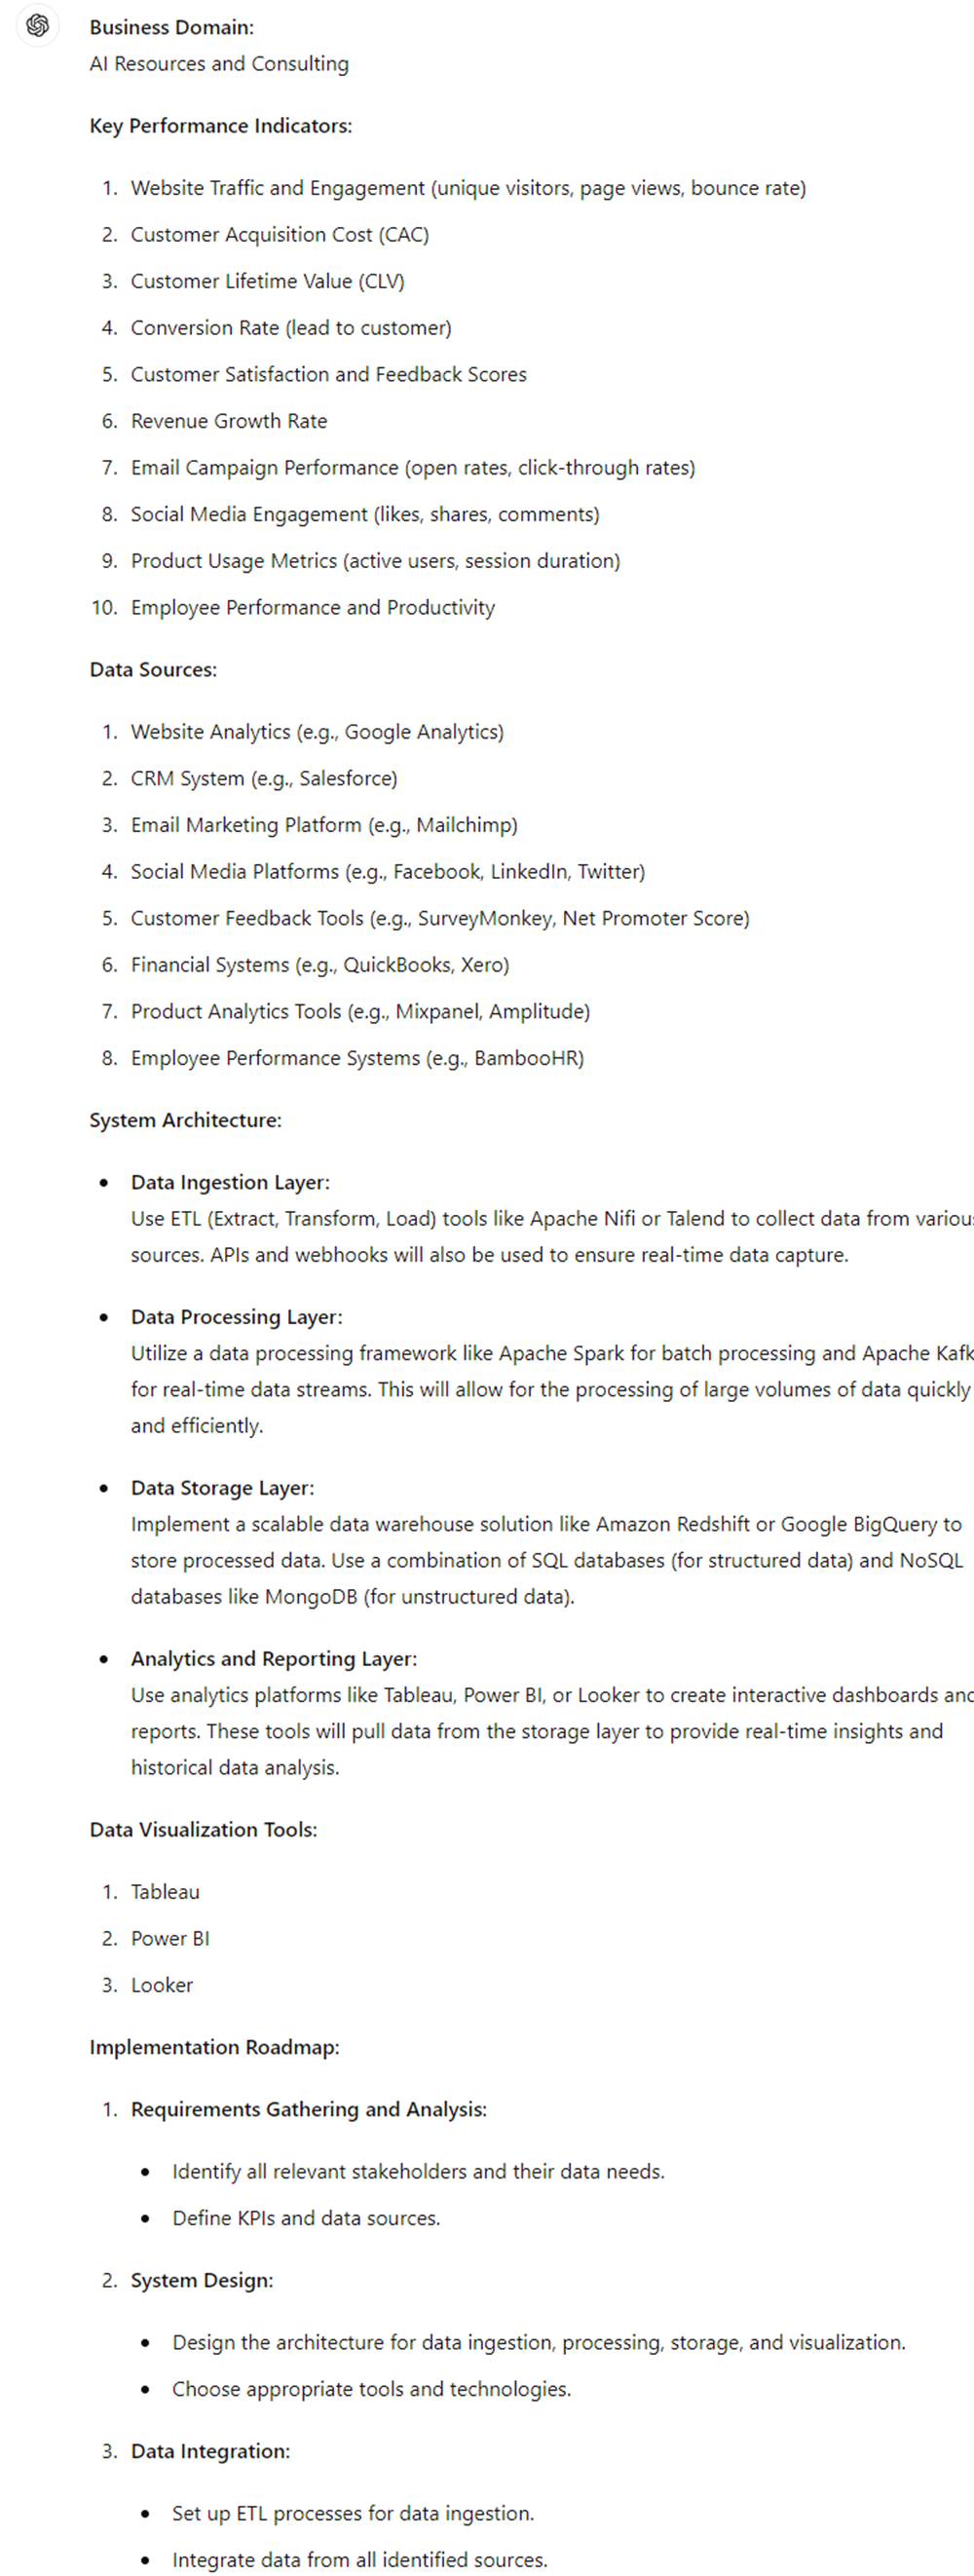 Business Domain:
AI Resources and Consulting
Key Performance Indicators:
1. Website Traffic and Engagement (unique visitors, page views, bounce rate)
2. Customer Acquisition Cost (CAC)
3. Customer Lifetime Value (CLV)
4. Conversion Rate (lead to customer)
5. Customer Satisfaction and Feedback Scores
6. Revenue Growth Rate
7. Email Campaign Performance (open rates, click-through rates)
8. Social Media Engagement (likes, shares, comments)
9. Product Usage Metrics (active users, session duration)
10. Employee Performance and Productivity
Data Sources:
1. Website Analytics (e.g., Google Analytics)
2. CRM System (e.g., Salesforce)
3. Email Marketing Platform (e.g., Mailchimp)
4. Social Media Platforms (e.g., Facebook, LinkedIn, Twitter)
5. Customer Feedback Tools (e.g., SurveyMonkey, Net Promoter Score)
6. Financial Systems (e.g., QuickBooks, Xero)
7. Product Analytics Tools (e.g., Mixpanel, Amplitude)
8. Employee Performance Systems (e.g., BambooHR)
System Architecture:
• Data Ingestion Layer:
Use ETL (Extract, Transform, Load) tools like Apache Nifi or Talend to collect data from various
sources. APIs and webhooks will also be used to ensure real-time data capture.
• Data Processing Layer:
Utilize a data processing framework like Apache Spark for batch processing and Apache Kafk
for real-time data streams. This will allow for the processing of large volumes of data quickly
and efficiently.
• Data Storage Layer:
Implement a scalable data warehouse solution like Amazon Redshift or Google BigQuery to
store processed data. Use a combination of SQL databases (for structured data) and NoSQL
databases like MongoDB (for unstructured data).
• Analytics and Reporting Layer:
Use analytics platforms like Tableau, Power BI, or Looker to create interactive dashboards and
reports. These tools will pull data from the storage layer to provide real-time insights and
historical data analysis.
Data Visualization Tools:
1. Tableau
2. Power BI
3. Looker
Implementation Roadmap:
1. Requirements Gathering and Analysis:
• Identify all relevant stakeholders and their data needs.
• Define KPIs and data sources.
2. System Design:
• Design the architecture for data ingestion, processing, storage, and visualization.
• Choose appropriate tools and technologies.
3. Data Integration:
• Set up ETL processes for data ingestion.
• Integrate data from all identified sources.